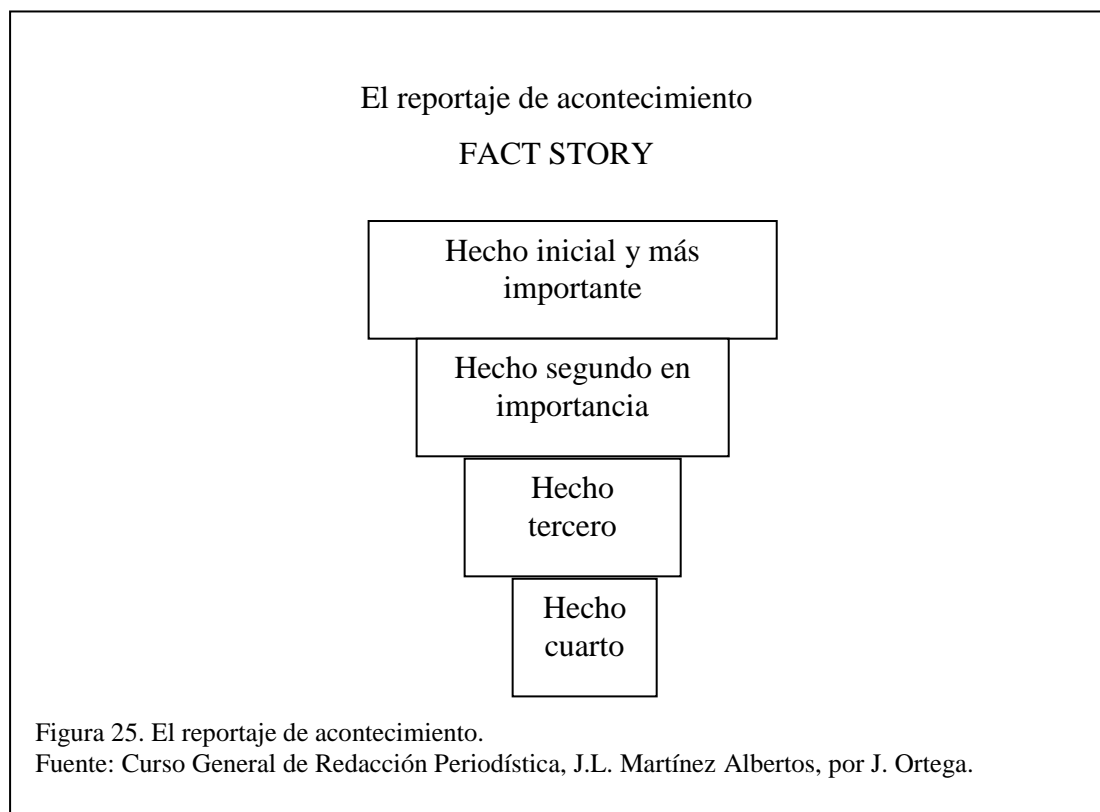 El reportaje de acontecimiento
FACT STORY
Hecho inicial y más
importante
Hecho segundo en
importancia
Hecho
tercero
Hecho
cuarto
Figura 25. El reportaje de acontecimiento.
Fuente: Curso General de Redacción Periodística, J.L. Martínez Albertos, por J. Ortega.